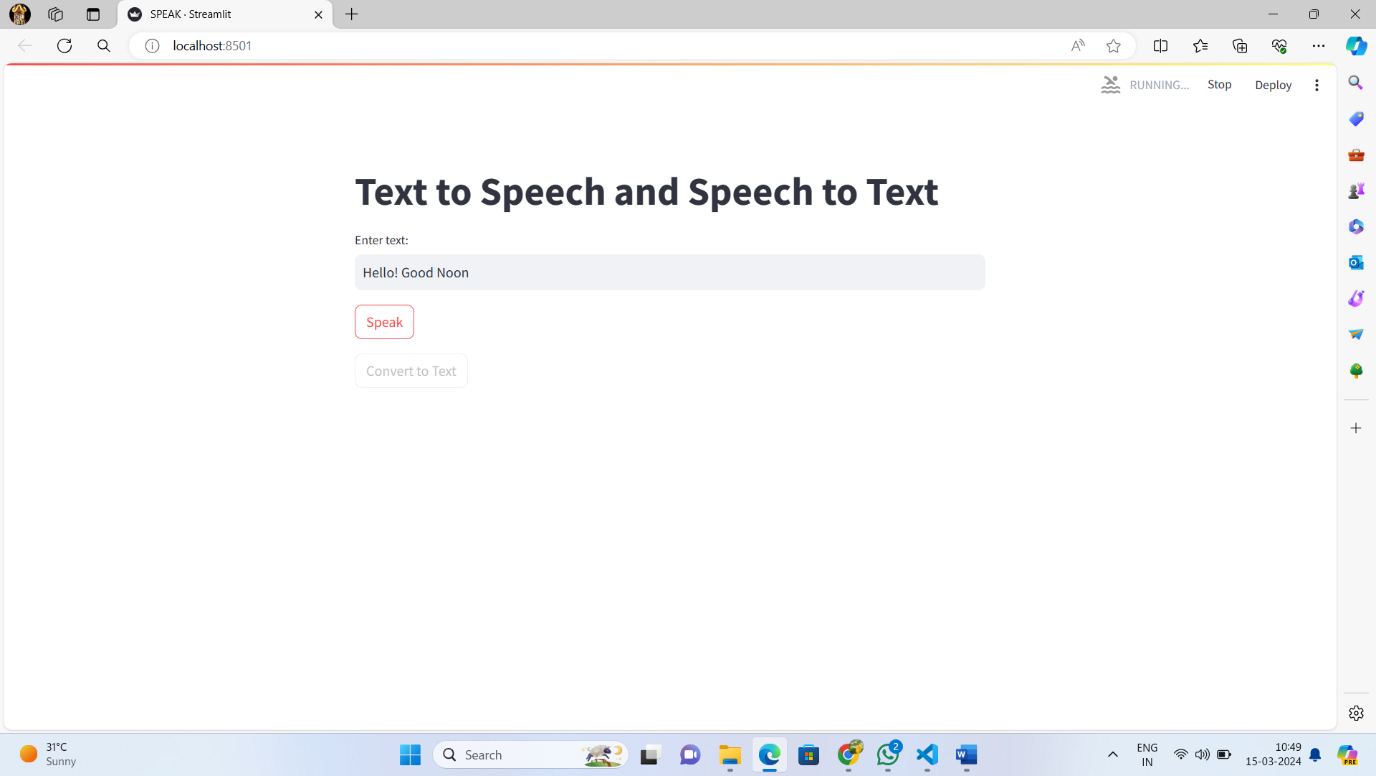 SPEAK · Streamlit
localhost:8501
RUNNING...
Stop
Deploy
Text to Speech and Speech to Text
Enter text:
Hello! Good Noon
Speak
Convert to Text
31°C
Sunny
Search
2
ENG
IN
10:49
15-03-2024
PRE